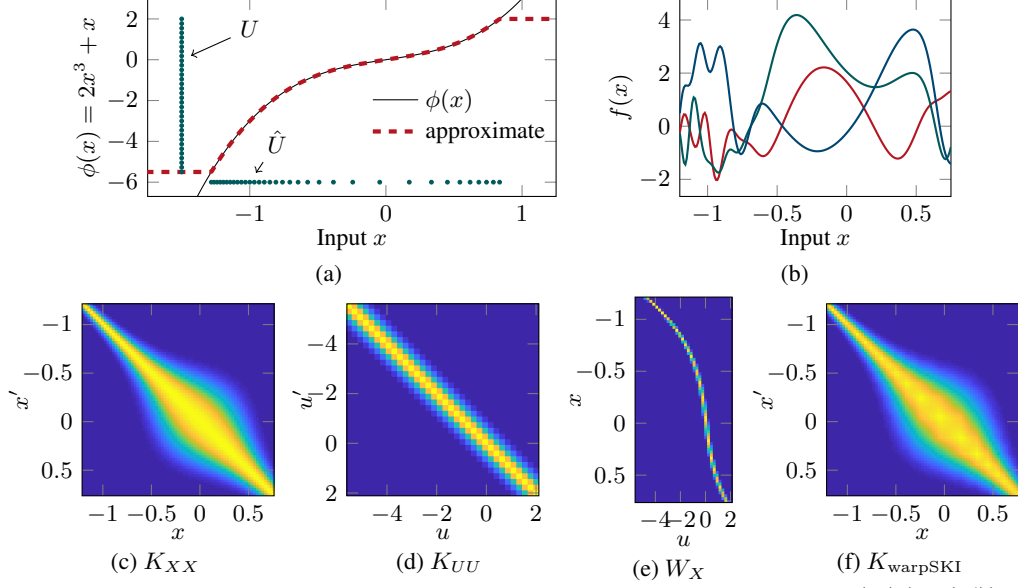 φ(x) = 2x³ + x
2
0
−2
−4
−6
U
Û
φ(x)
approximate
−1
0
1
Input x
(a)
f(x)
4
2
0
−2
−1
−0.5
0
0.5
Input x
(b)
x′
−1
−0.5
0
0.5
−1 −0.5 0 0.5
x
(c) K_XX
u′
−4
−2
0
2
−4 −2 0 2
u
(d) K_UU
x
−1
−0.5
0
0.5
−4 −2 0 2
u
(e) W_X
x′
−1
−0.5
0
0.5
−1 −0.5 0 0.5
x
(f) K_warpSKI